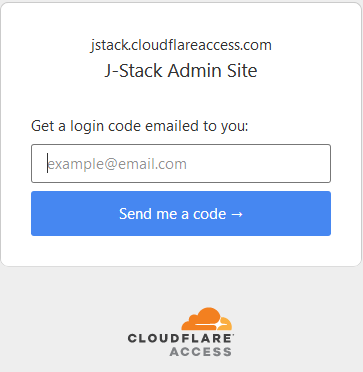 jstack.cloudflareaccess.com
J-Stack Admin Site
Get a login code emailed to you:
example@email.com
Send me a code →
CLOUDFLARE
ACCESS